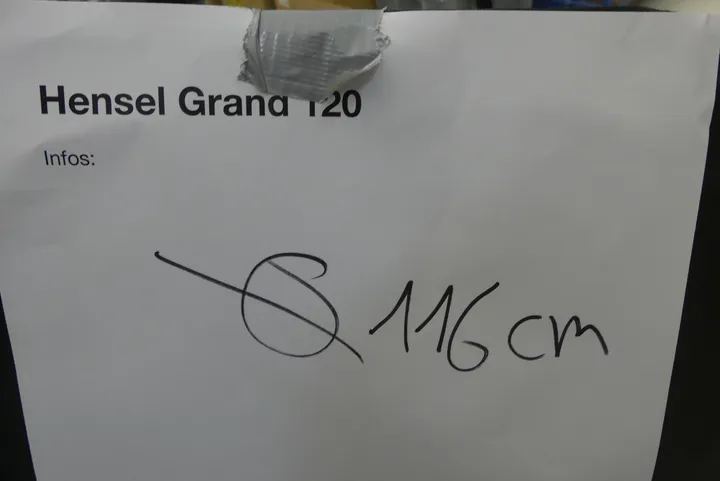 Hensel Grand 120
Infos:
Ø 116 cm